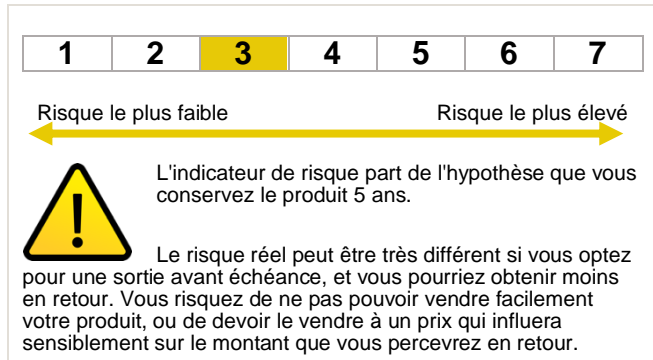 1 2 3 4 5 6 7
Risque le plus faible Risque le plus élevé
L'indicateur de risque part de l'hypothèse que vous
conservez le produit 5 ans.
Le risque réel peut être très différent si vous optez
pour une sortie avant échéance, et vous pourriez obtenir moins
en retour. Vous risquez de ne pas pouvoir vendre facilement
votre produit, ou de devoir le vendre à un prix qui influera
sensiblement sur le montant que vous percevrez en retour.